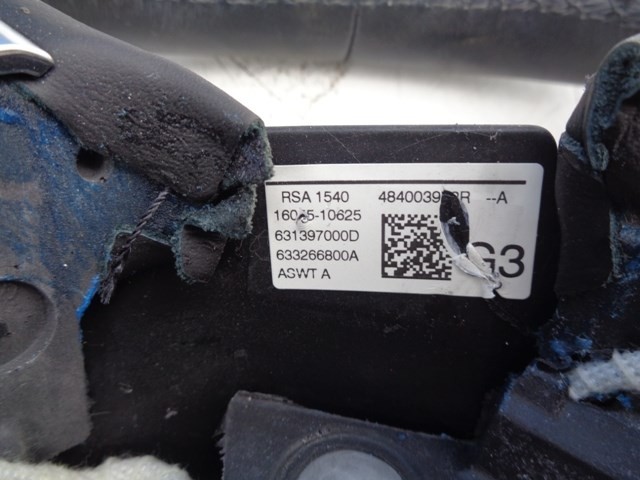 RSA 1540 --A
631397000D
633266800A
ASWT A
G3